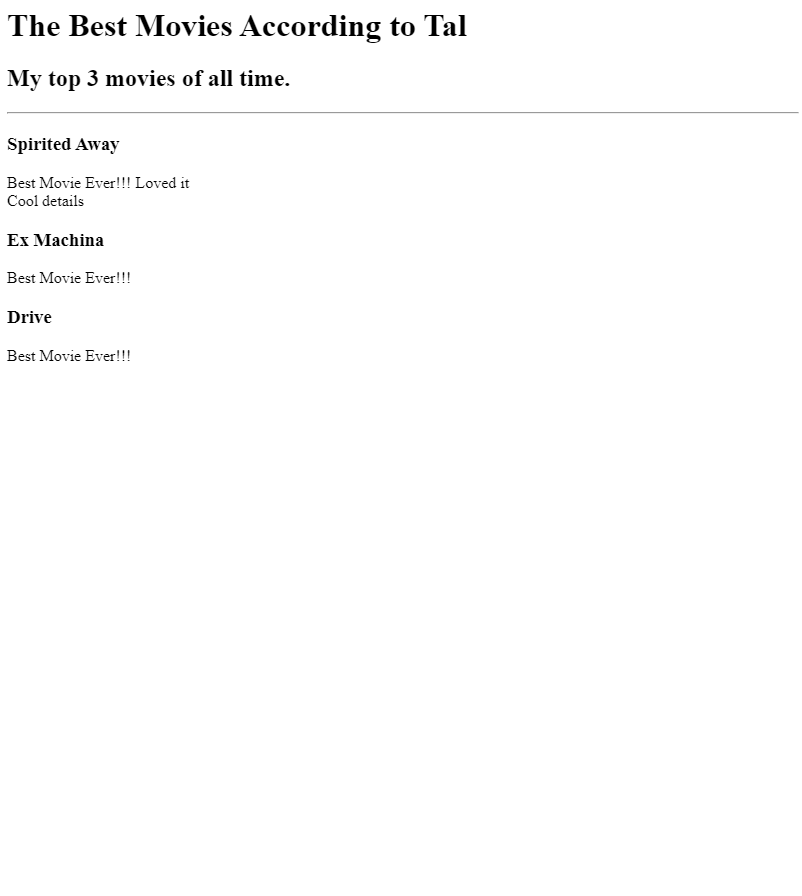 The Best Movies According to Tal
My top 3 movies of all time.
Spirited Away
Best Movie Ever!!! Loved it
Cool details
Ex Machina
Best Movie Ever!!!
Drive
Best Movie Ever!!!